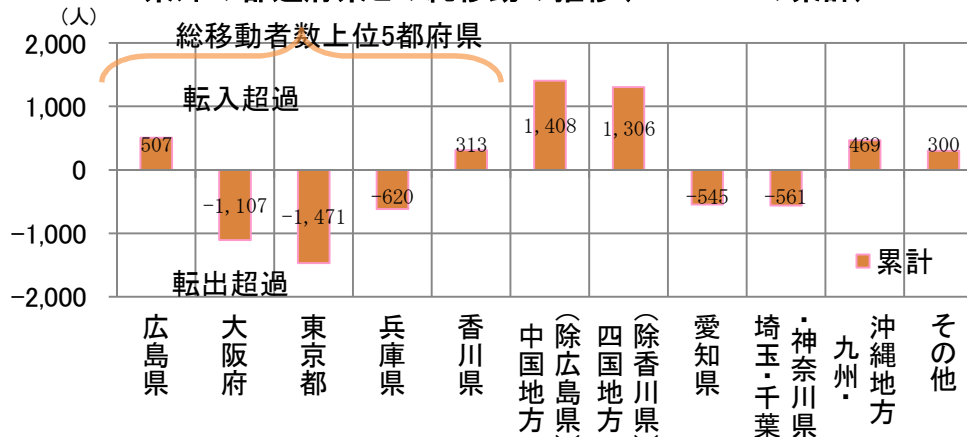 (人)
総移動者数上位5都府県
転入超過
転出超過
2,000
1,000
0
-1,000
-2,000
507
-1,107
-1,471
-620
313
1,408
1,306
-545
-561
469
300
累計
広島県
大阪府
東京都
兵庫県
香川県
中国地方
(除広島県)
四国地方
(除香川県)
愛知県
埼玉・千葉
・神奈川県
九州・
沖縄地方
その他